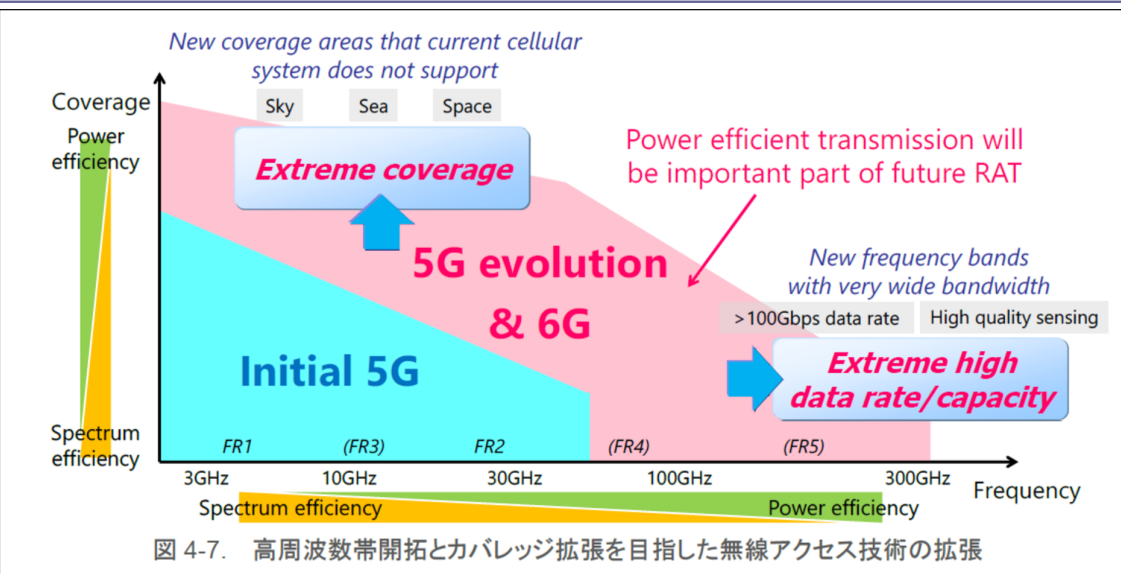 New coverage areas that current cellular
system does not support
Coverage
Sky
Sea
Space
Power
efficiency
Extreme coverage
Power efficient transmission will
be important part of future RAT
5G evolution
& 6G
New frequency bands
with very wide bandwidth
>100Gbps data rate
High quality sensing
Initial 5G
Extreme high
data rate/capacity
Spectrum
efficiency
FR1
(FR3)
FR2
(FR4)
(FR5)
3GHz
10GHz
30GHz
100GHz
300GHz
Frequency
Spectrum efficiency
Power efficiency
図 4-7. 高周波数帯開拓とカバレッジ拡張を目指した無線アクセス技術の拡張